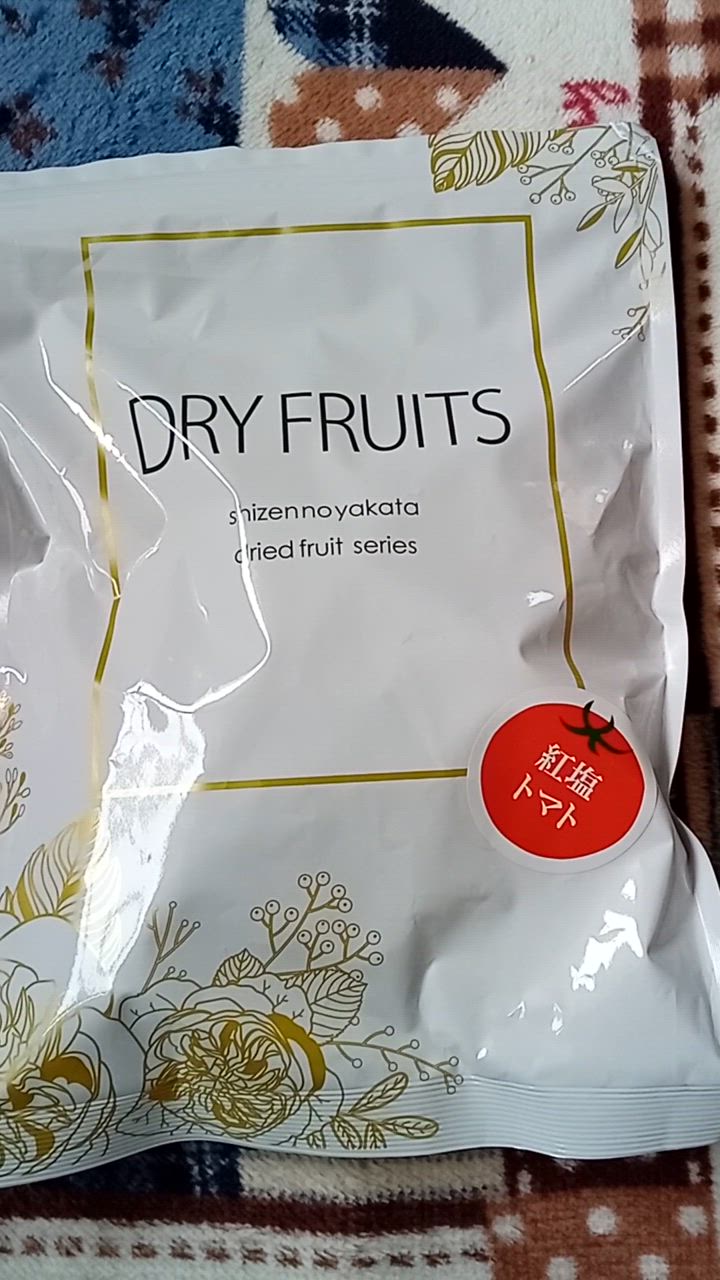 DRY FRUITS
shizennoyakata
dried fruit series
紅塩
トマト